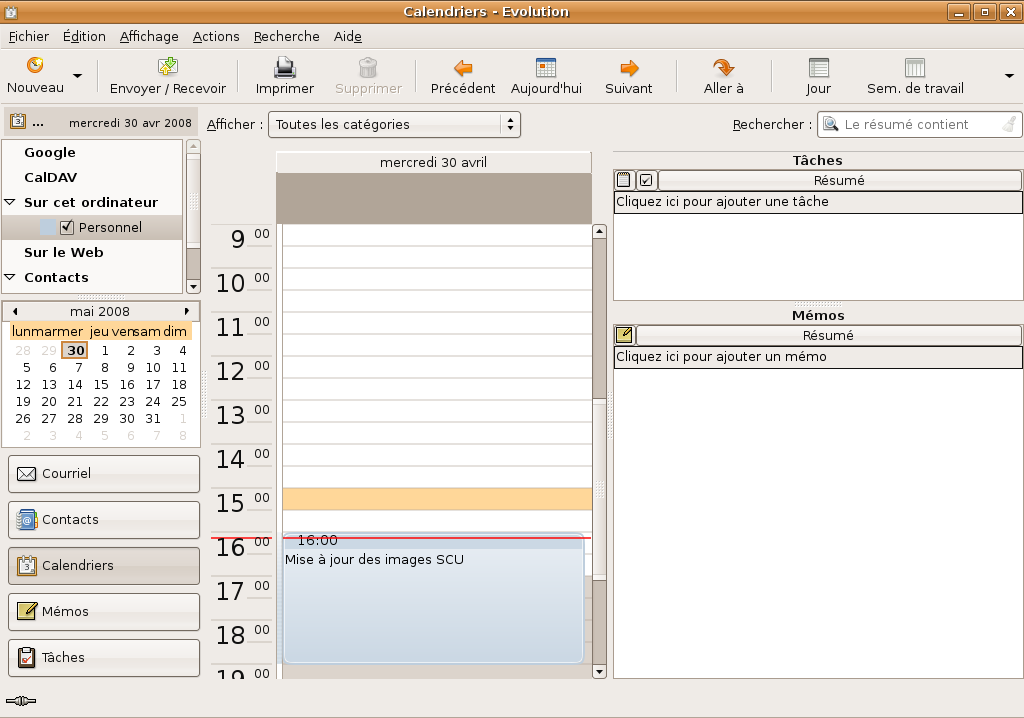 Calendriers - Evolution
Fichier Édition Affichage Actions Recherche Aide
Nouveau Envoyer / Recevoir Imprimer Supprimer Précédent Aujourd'hui Suivant Aller à Jour Sem. de travail
... mercredi 30 avr 2008
Afficher : Toutes les catégories
Rechercher : Le résumé contient
Google
CalDAV
Sur cet ordinateur
Personnel
Sur le Web
Contacts
mai 2008
lun mar mer jeu ven sam dim
28 29 30 1 2 3 4
5 6 7 8 9 10 11
12 13 14 15 16 17 18
19 20 21 22 23 24 25
26 27 28 29 30 31 1
2 3 4 5 6 7 8
Courriel
Contacts
Calendriers
Mémos
Tâches
mercredi 30 avril
9 00
10 00
11 00
12 00
13 00
14 00
15 00
16 00
16:00
Mise à jour des images SCU
17 00
18 00
19 00
Tâches
Résumé
Cliquez ici pour ajouter une tâche
Mémos
Résumé
Cliquez ici pour ajouter un mémo